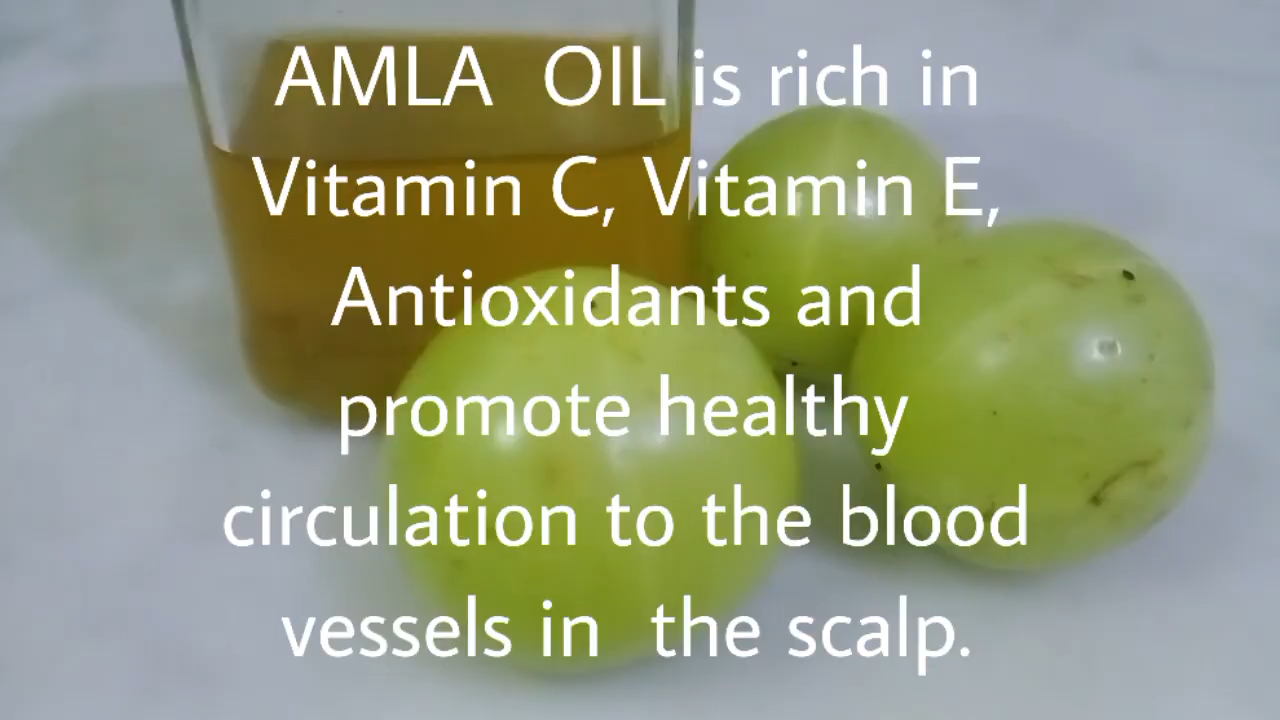 AMLA  OIL is rich in
Vitamin C, Vitamin E,
Antioxidants and
promote healthy
circulation to the blood
vessels in  the scalp.